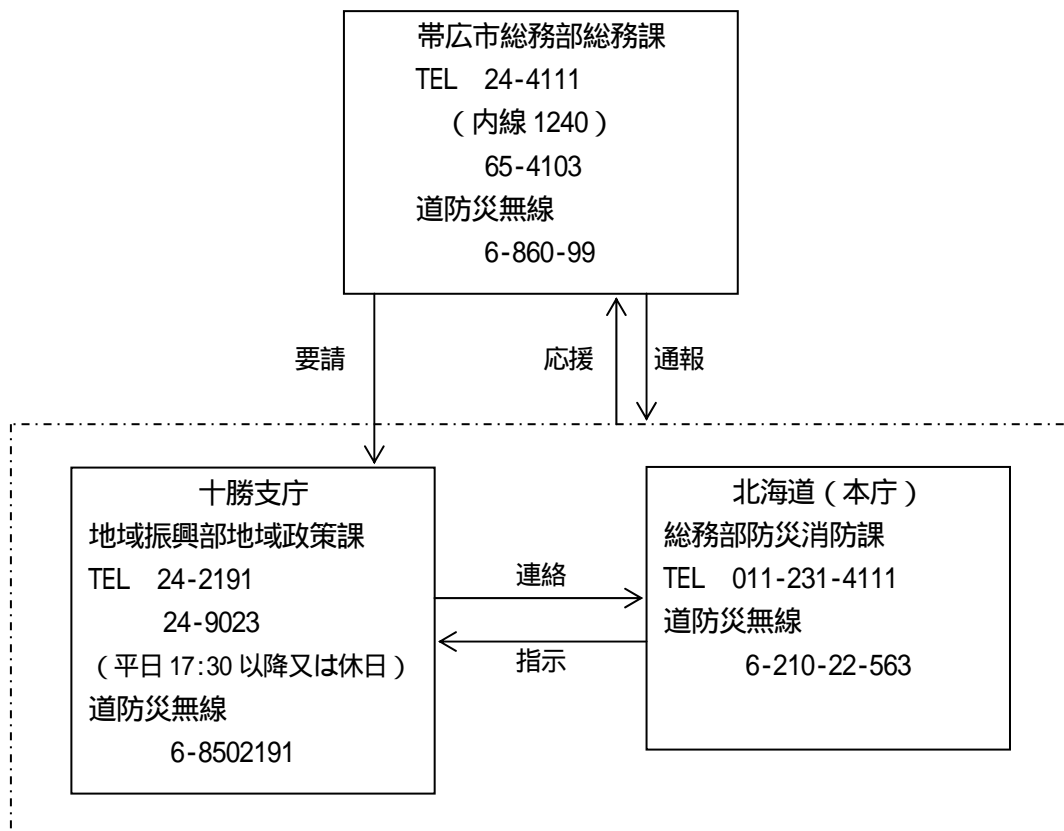 帯広市総務部総務課
TEL 24-4111
（内線 1240）
65-4103
道防災無線
6-860-99
要請
応援
通報
十勝支庁
地域振興部地域政策課
TEL 24-2191
24-9023
（平日 17:30 以降又は休日）
道防災無線
6-8502191
連絡
指示
北海道（本庁）
総務部防災消防課
TEL 011-231-4111
道防災無線
6-210-22-563